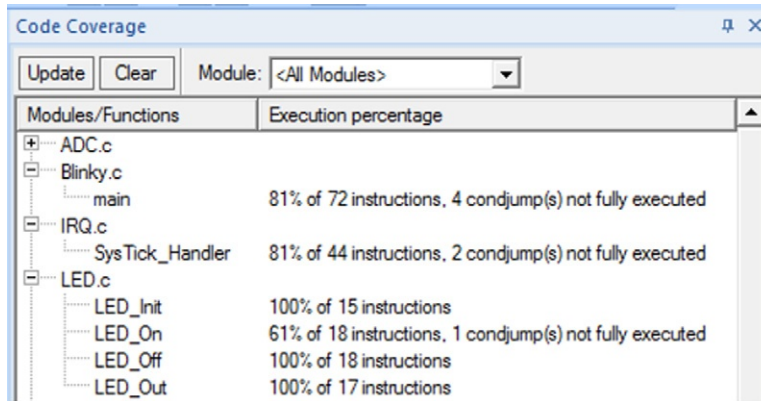 Code Coverage
Update Clear Module: <All Modules>
Modules/Functions Execution percentage
ADC.c
Blinky.c
main 81% of 72 instructions, 4 condjump(s) not fully executed
IRQ.c
SysTick_Handler 81% of 44 instructions, 2 condjump(s) not fully executed
LED.c
LED_Init 100% of 15 instructions
LED_On 61% of 18 instructions, 1 condjump(s) not fully executed
LED_Off 100% of 18 instructions
LED_Out 100% of 17 instructions